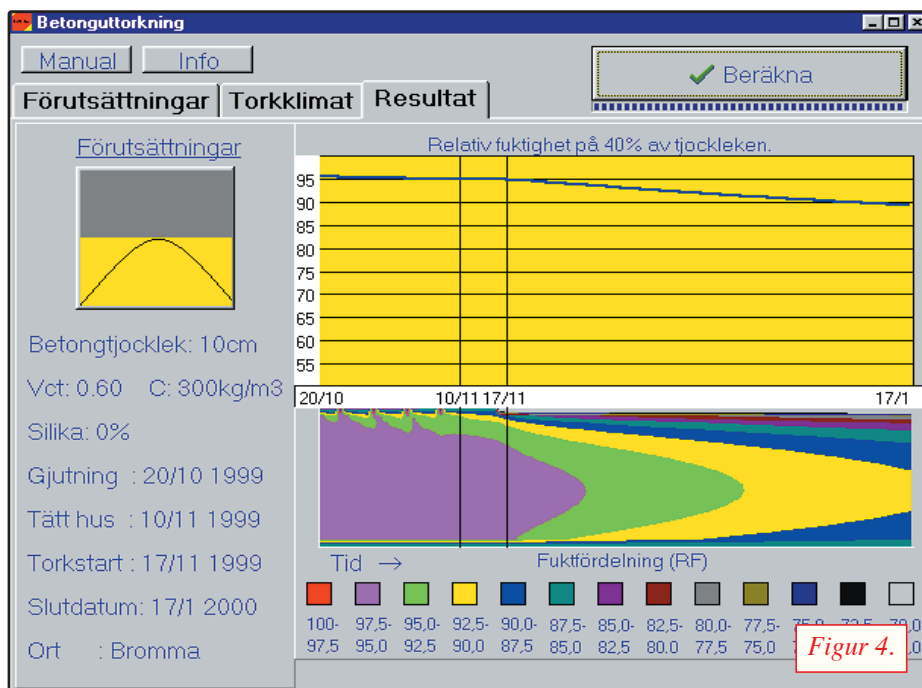 Betonguttorkning
Manual Info
Beräkna
Förutsättningar Torkklimat Resultat
Förutsättningar
Betongtjocklek: 10cm
Vct: 0.60 C: 300kg/m3
Silika: 0%
Gjutning : 20/10 1999
Tätt hus : 10/11 1999
Torkstart : 17/11 1999
Slutdatum: 17/1 2000
Ort : Bromma
Relativ fuktighet på 40% av tjockleken.
95
90
85
80
75
70
65
60
55
20/10 10/11 17/11 17/1
Tid → Fuktfördelning (RF)
100- 97,5- 95,0- 92,5- 90,0- 87,5- 85,0- 82,5- 80,0- 77,5-
97,5 95,0 92,5 90,0 87,5 85,0 82,5 80.0 77,5 75,0
Figur 4.